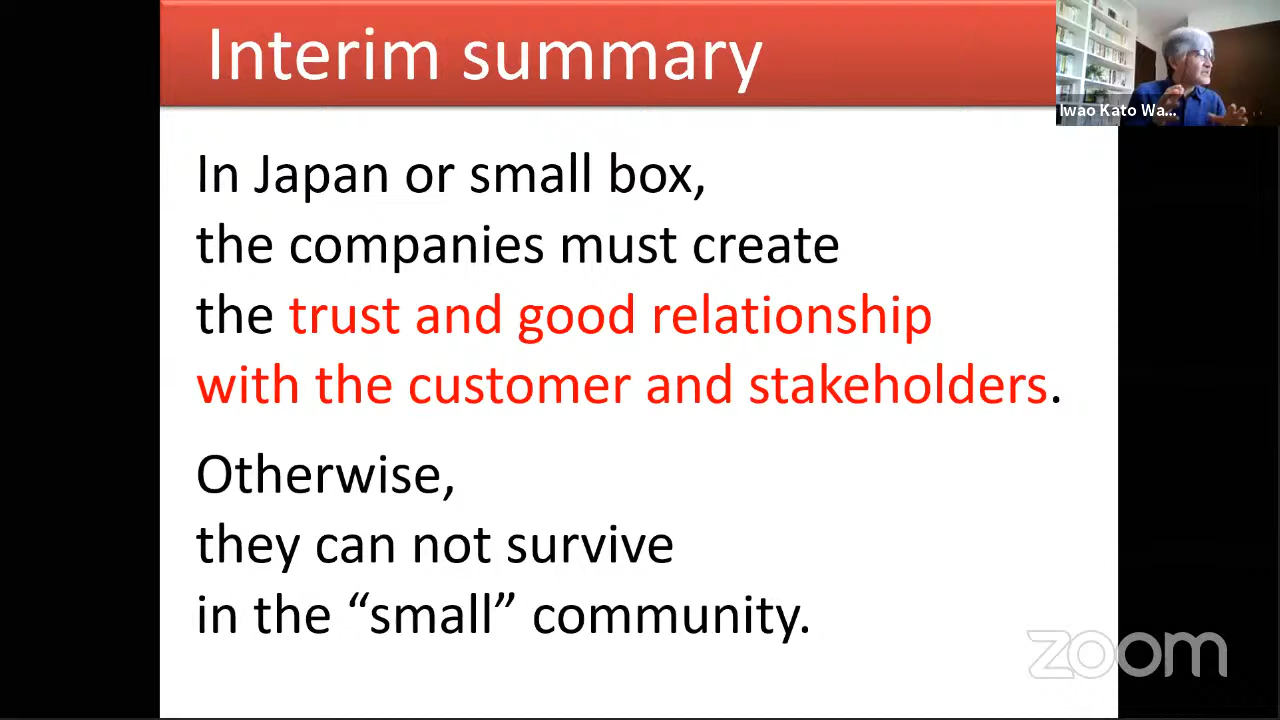 Interim summary
Iwao Kato Wa...
In Japan or small box,
the companies must create
the trust and good relationship
with the customer and stakeholders.
Otherwise,
they can not survive
in the “small” community.
zoom